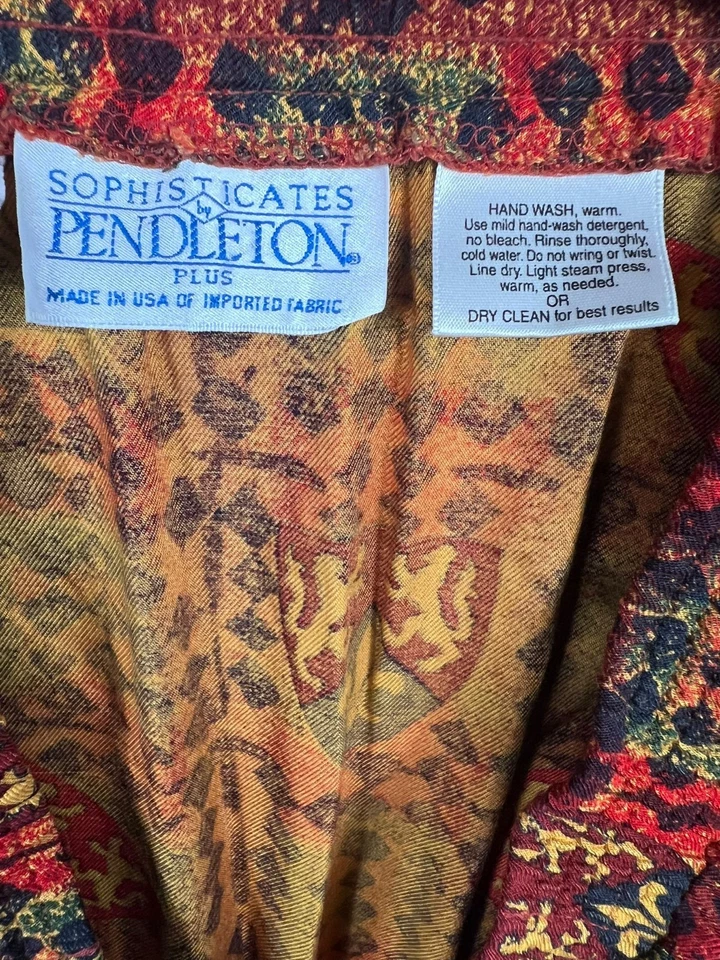 SOPHISTICATES
by
PENDLETON®
PLUS
MADE IN USA OF IMPORTED FABRIC
HAND WASH, warm.
Use mild hand-wash detergent,
no bleach. Rinse thoroughly,
cold water. Do not wring or twist.
Line dry. Light steam press,
warm, as needed.
OR
DRY CLEAN for best results